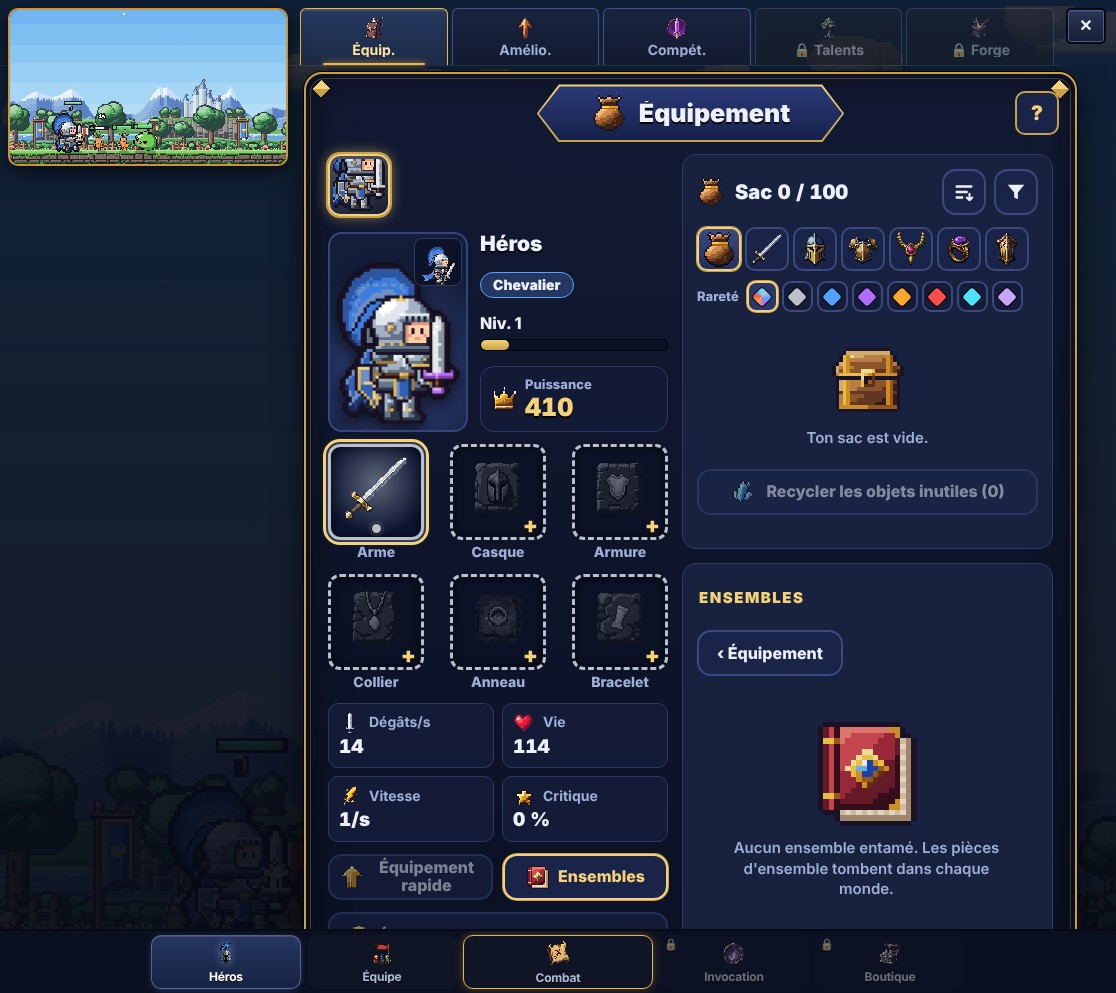 Équip.
Amélio.
Compét.
Talents
Forge
×
Équipement
?
Sac 0 / 100
Héros
Chevalier
Niv. 1
Rareté
Puissance
410
Ton sac est vide.
Recycler les objets inutiles (0)
Arme
Casque
Armure
Collier
Anneau
Bracelet
ENSEMBLES
‹ Équipement
Dégâts/s
14
Vie
114
Vitesse
1/s
Critique
0 %
Aucun ensemble entamé. Les pièces
d'ensemble tombent dans chaque
monde.
Équipement
rapide
Ensembles
Héros
Équipe
Combat
Invocation
Boutique